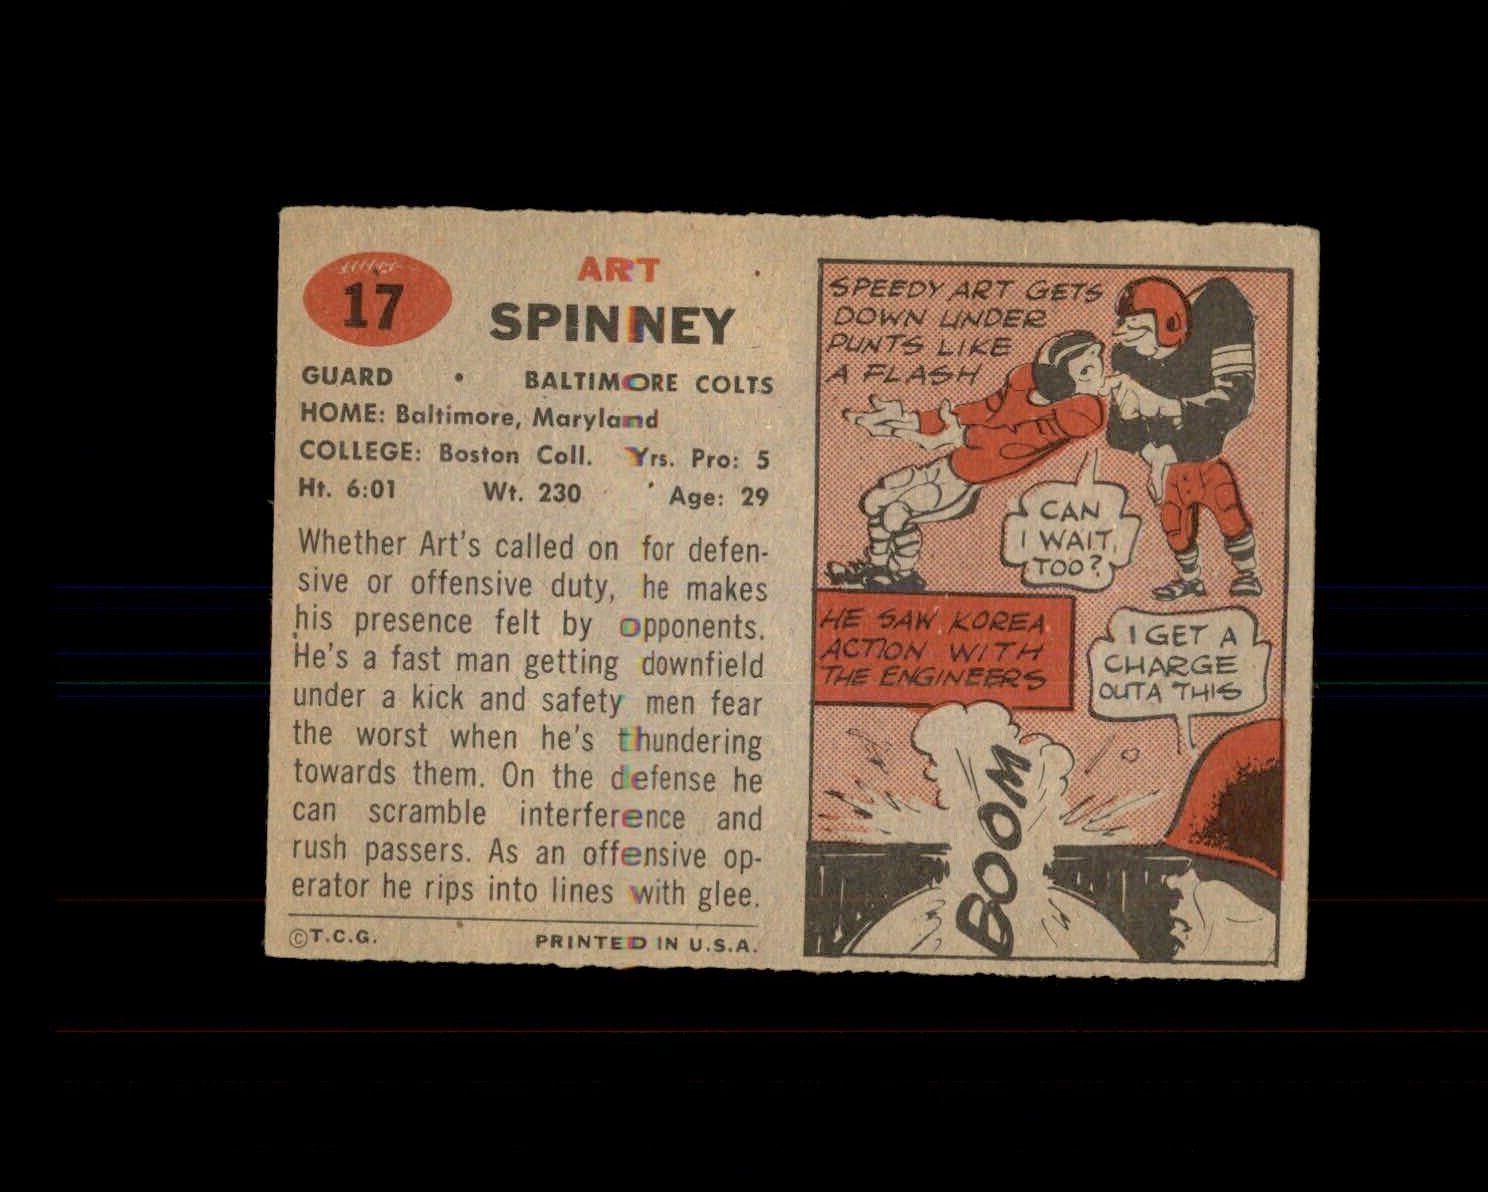 17
ART
SPINNEY
GUARD • BALTIMORE COLTS
HOME: Baltimore, Maryland
COLLEGE: Boston Coll. Yrs. Pro: 5
Ht. 6:01 Wt. 230 Age: 29
Whether Art's called on for defen-
sive or offensive duty, he makes
his presence felt by opponents.
He's a fast man getting downfield
under a kick and safety men fear
the worst when he's thundering
towards them. On the defense he
can scramble interference and
rush passers. As an offensive op-
erator he rips into lines with glee.
©T.C.G. PRINTED IN U.S.A.
SPEEDY ART GETS
DOWN UNDER
PUNTS LIKE
A FLASH
CAN
I WAIT,
TOO?
HE SAW KOREA
ACTION WITH
THE ENGINEERS
I GET A
CHARGE
OUTA THIS
BOOM